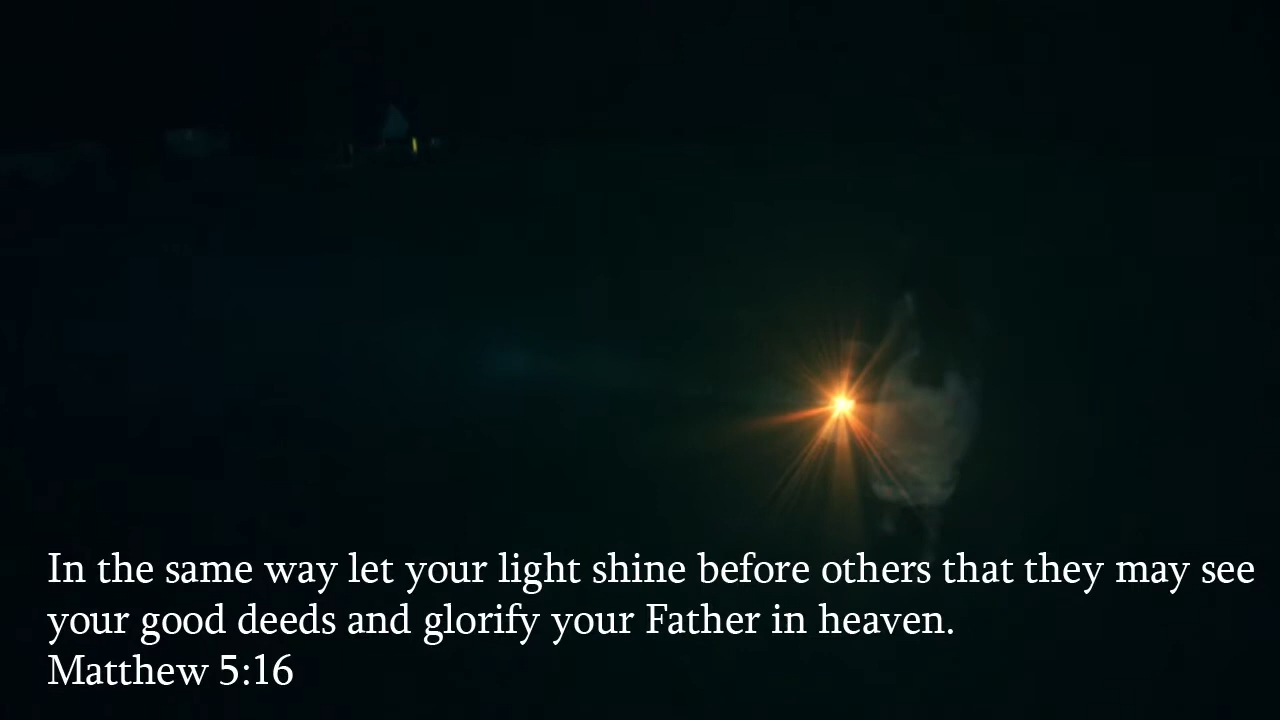 In the same way let your light shine before others that they may see
your good deeds and glorify your Father in heaven.
Matthew 5:16